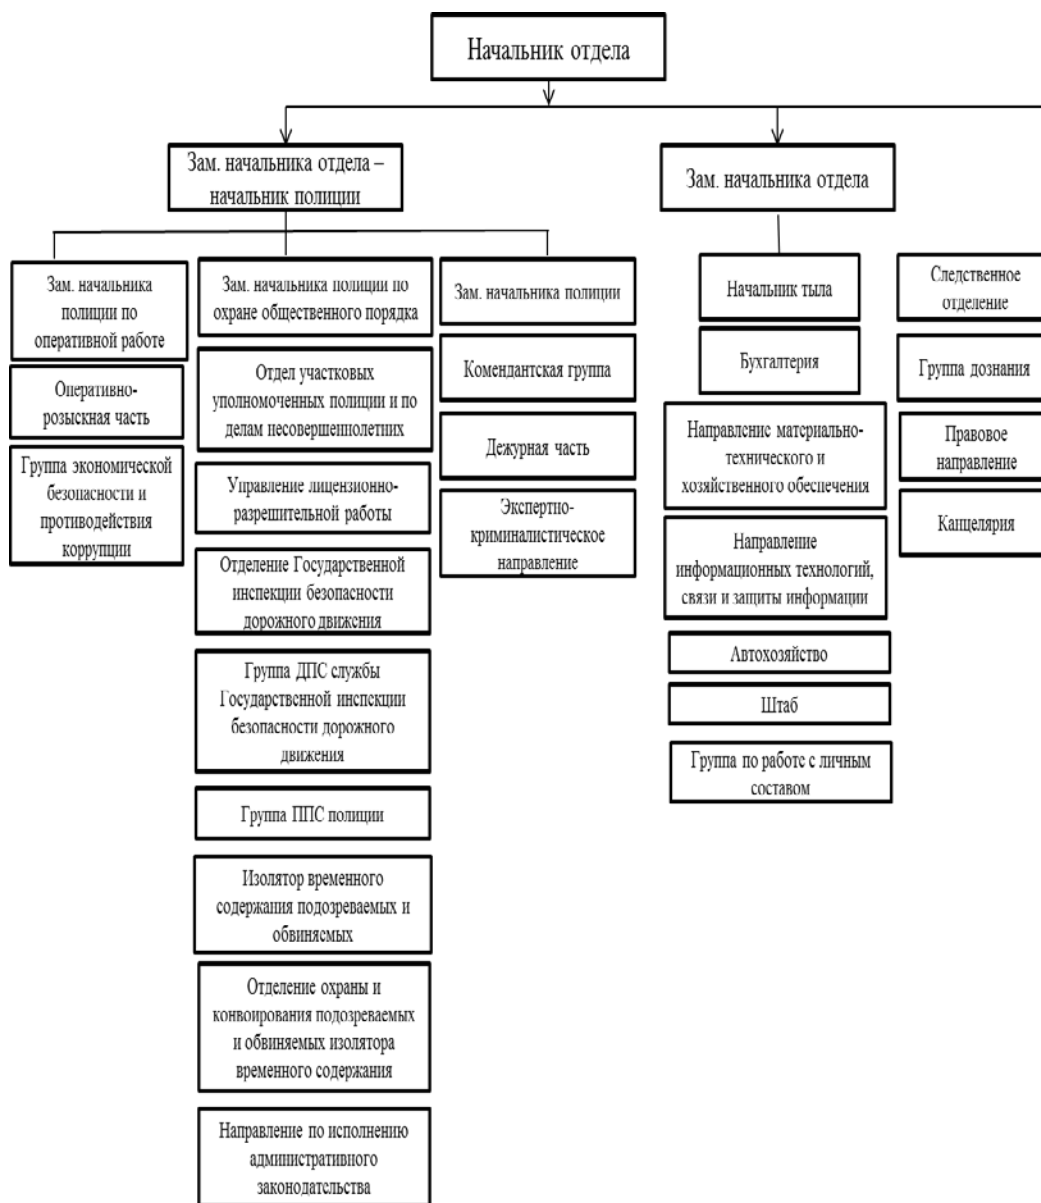 Начальник отдела
Зам. начальника отдела –
начальник полиции
Зам. начальника отдела
Зам. начальника
полиции по
оперативной работе
Оперативно-
розыскная часть
Группа экономической
безопасности и
противодействия
коррупции
Зам. начальника полиции по
охране общественного порядка
Отдел участковых
уполномоченных полиции и по
делам несовершеннолетних
Управление лицензионно-
разрешительной работы
Отделение Государственной
инспекции безопасности
дорожного движения
Группа ДПС службы
Государственной инспекции
безопасности дорожного
движения
Группа ППС полиции
Изолятор временного
содержания подозреваемых и
обвиняемых
Отделение охраны и
конвоирования подозреваемых
и обвиняемых изолятора
временного содержания
Направление по исполнению
административного
законодательства
Зам. начальника полиции
Комендантская группа
Дежурная часть
Экспертно-
криминалистическое
направление
Начальник тыла
Бухгалтерия
Направление материально-
технического и
хозяйственного обеспечения
Направление
информационных технологий,
связи и защиты информации
Автохозяйство
Штаб
Группа по работе с личным
составом
Следственное
отделение
Группа дознания
Правовое
направление
Канцелярия